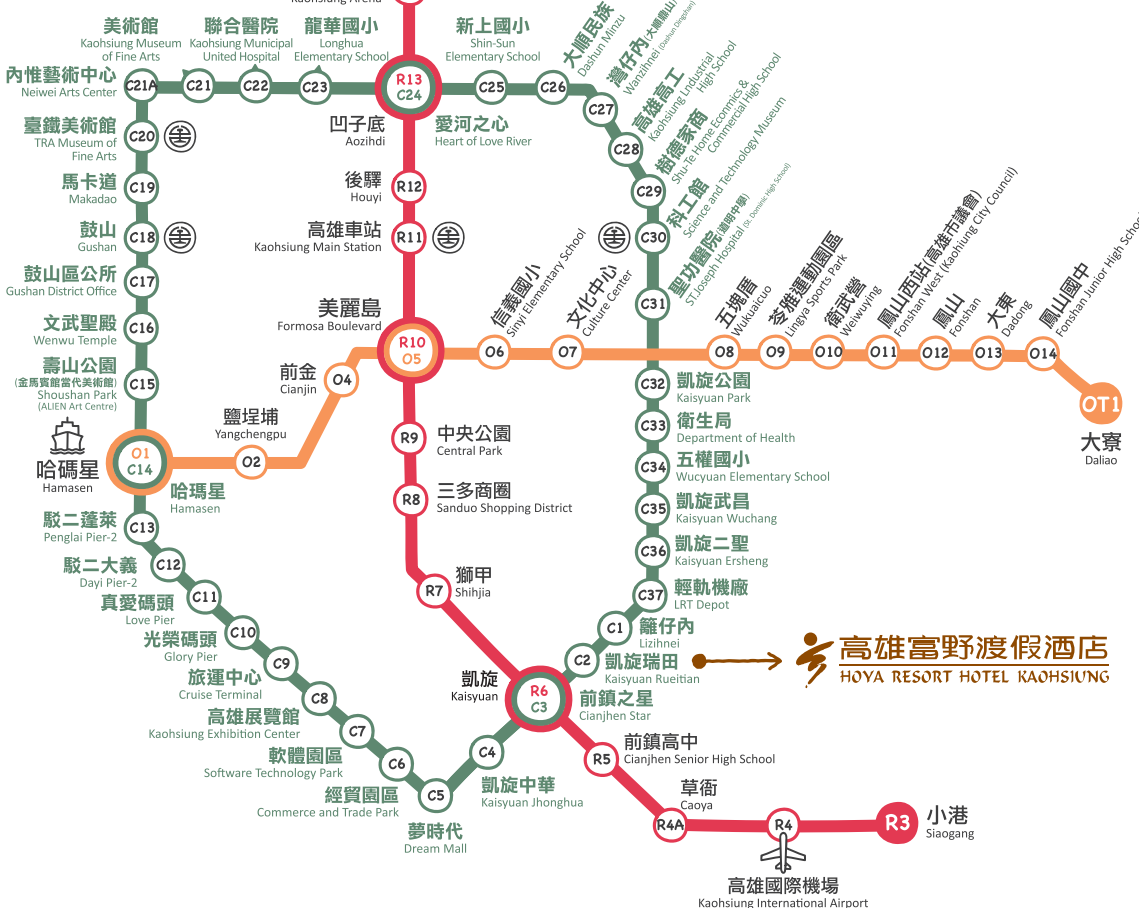 Kaohsiung Arena
美術館
Kaohsiung Museum
of Fine Arts
聯合醫院
Kaohsiung Municipal
United Hospital
龍華國小
Longhua
Elementary School
新上國小
Shin-Sun
Elementary School
大順民族
Dashun Minzu
灣仔內(大順鼎山)
Wanzihnei (Dashun Dingshan)
高雄高工
Kaohsiung Lndustrial
High School
樹德家商
Shu-Te Home Econmics &
Commercial High School
科工館
Science and Technology Museum
聖功醫院(道明中學)
ST.Joseph Hospital (St. Dominic High School)
內惟藝術中心
Neiwei Arts Center
C21A
C21
C22
C23
R13
C24
C25
C26
C27
C28
C29
C30
C31
臺鐵美術館
TRA Museum of
Fine Arts
C20
凹子底
Aozihdi
愛河之心
Heart of Love River
馬卡道
Makadao
C19
後驛
Houyi
R12
鼓山
Gushan
C18
高雄車站
Kaohsiung Main Station
R11
鼓山區公所
Gushan District Office
C17
文武聖殿
Wenwu Temple
C16
美麗島
Formosa Boulevard
R10
O5
信義國小
Sinyi Elementary School
O6
文化中心
Culture Center
O7
五塊厝
Wukuaicuo
O8
苓雅運動園區
Lingya Sports Park
O9
衛武營
Weiwuying
O10
鳳山西站(高雄市議會)
Fonshan West (Kaohiung City Council)
O11
鳳山
Fonshan
O12
大東
Dadong
O13
鳳山國中
Fonshan Junior High School
O14
OT1
大寮
Daliao
壽山公園
(金馬賓館當代美術館)
Shoushan Park
(ALIEN Art Centre)
C15
前金
Cianjin
O4
鹽埕埔
Yangchengpu
O2
哈碼星
Hamasen
O1
C14
哈瑪星
Hamasen
R9
中央公園
Central Park
R8
三多商圈
Sanduo Shopping District
C32
凱旋公園
Kaisyuan Park
C33
衛生局
Department of Health
C34
五權國小
Wucyuan Elementary School
C35
凱旋武昌
Kaisyuan Wuchang
C36
凱旋二聖
Kaisyuan Ersheng
C37
輕軌機廠
LRT Depot
駁二蓬萊
Penglai Pier-2
C13
駁二大義
Dayi Pier-2
C12
真愛碼頭
Love Pier
C11
光榮碼頭
Glory Pier
C10
旅運中心
Cruise Terminal
C9
高雄展覽館
Kaohsiung Exhibition Center
C8
軟體園區
Software Technology Park
C7
經貿園區
Commerce and Trade Park
C6
C5
夢時代
Dream Mall
C4
凱旋中華
Kaisyuan Jhonghua
R7
獅甲
Shihjia
C1
籬仔內
Lizihnei
C2
凱旋瑞田
Kaisyuan Rueitian
高雄富野渡假酒店
HOYA RESORT HOTEL KAOHSIUNG
凱旋
Kaisyuan
R6
C3
前鎮之星
Cianjhen Star
R5
前鎮高中
Cianjhen Senior High School
草衙
Caoya
R4A
R4
高雄國際機場
Kaohsiung International Airport
R3
小港
Siaogang